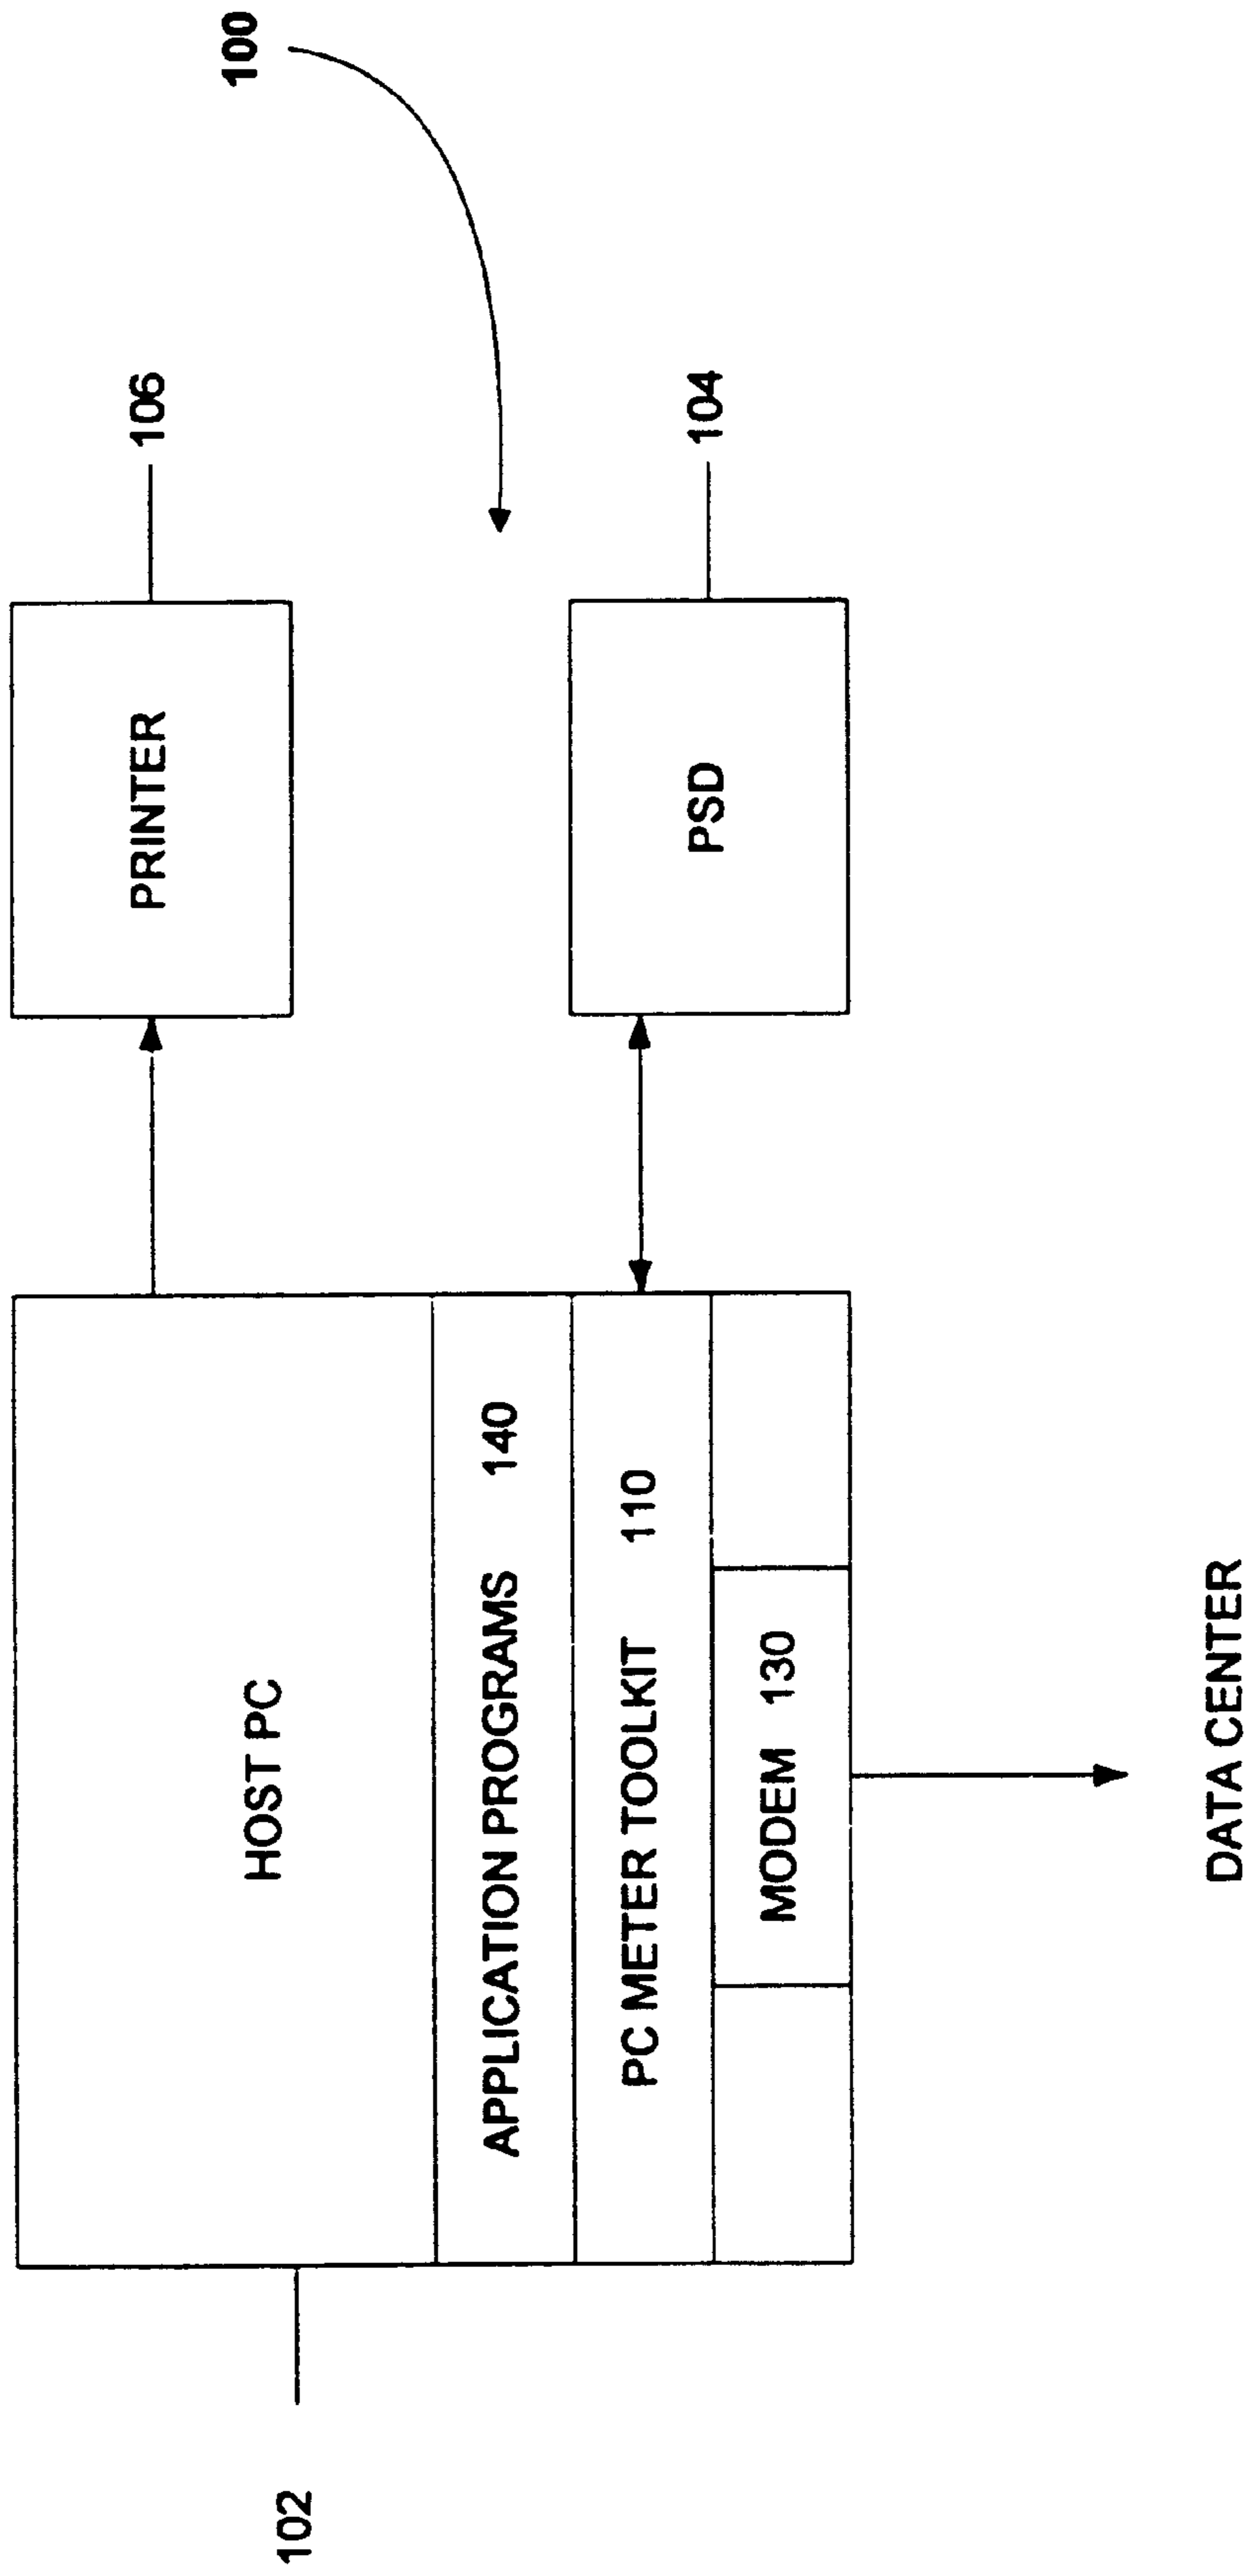 100
HOST PC
PRINTER
106
102
APPLICATION PROGRAMS 140
PC METER TOOLKIT 110
PSD
104
MODEM 130
DATA CENTER